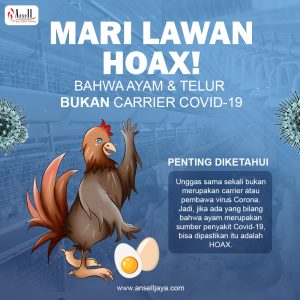 Ansell
MARI LAWAN
HOAX!
BAHWA AYAM & TELUR
BUKAN CARRIER COVID-19
PENTING DIKETAHUI
Unggas sama sekali bukan
merupakan carrier atau
pembawa virus Corona.
Jadi, jika ada yang bilang
bahwa ayam merupakan
sumber penyakit Covid-19,
bisa dipastikan itu adalah
HOAX.
www.anselljaya.com